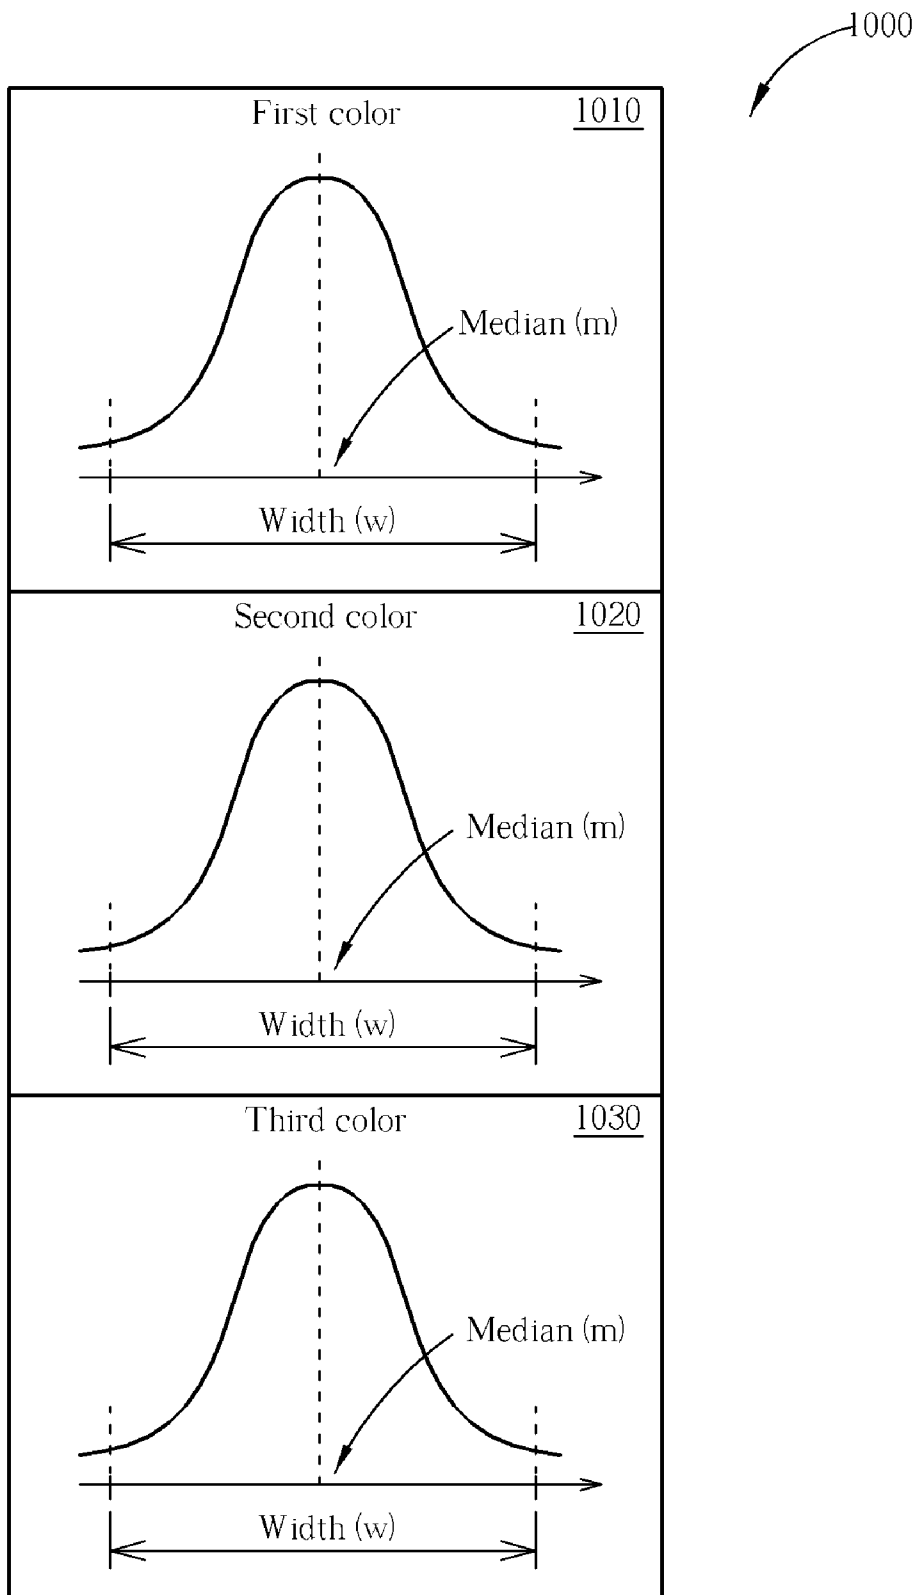 1000
First color 1010
Median (m)
Width (w)
Second color 1020
Median (m)
Width (w)
Third color 1030
Median (m)
Width (w)